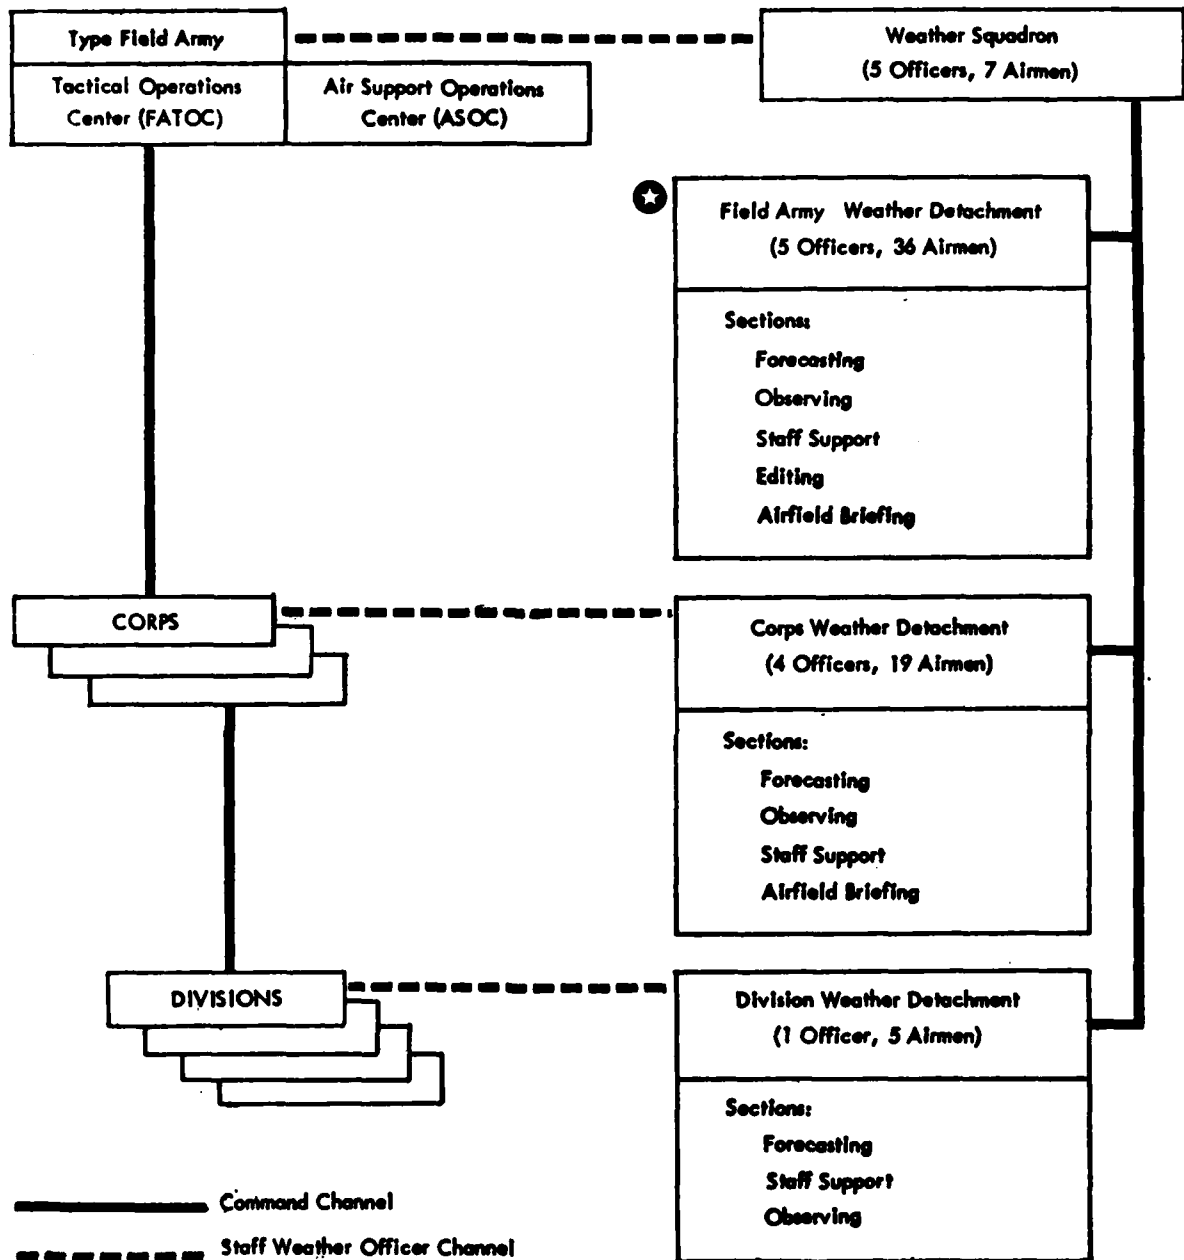 Type Field Army
Tactical Operations
Center (FATOC)
Air Support Operations
Center (ASOC)
Weather Squadron
(5 Officers, 7 Airmen)
Field Army Weather Detachment
(5 Officers, 36 Airmen)
Sections:
Forecasting
Observing
Staff Support
Editing
Airfield Briefing
CORPS
Corps Weather Detachment
(4 Officers, 19 Airmen)
Sections:
Forecasting
Observing
Staff Support
Airfield Briefing
DIVISIONS
Division Weather Detachment
(1 Officer, 5 Airmen)
Sections:
Forecasting
Staff Support
Observing
Command Channel
Staff Weather Officer Channel